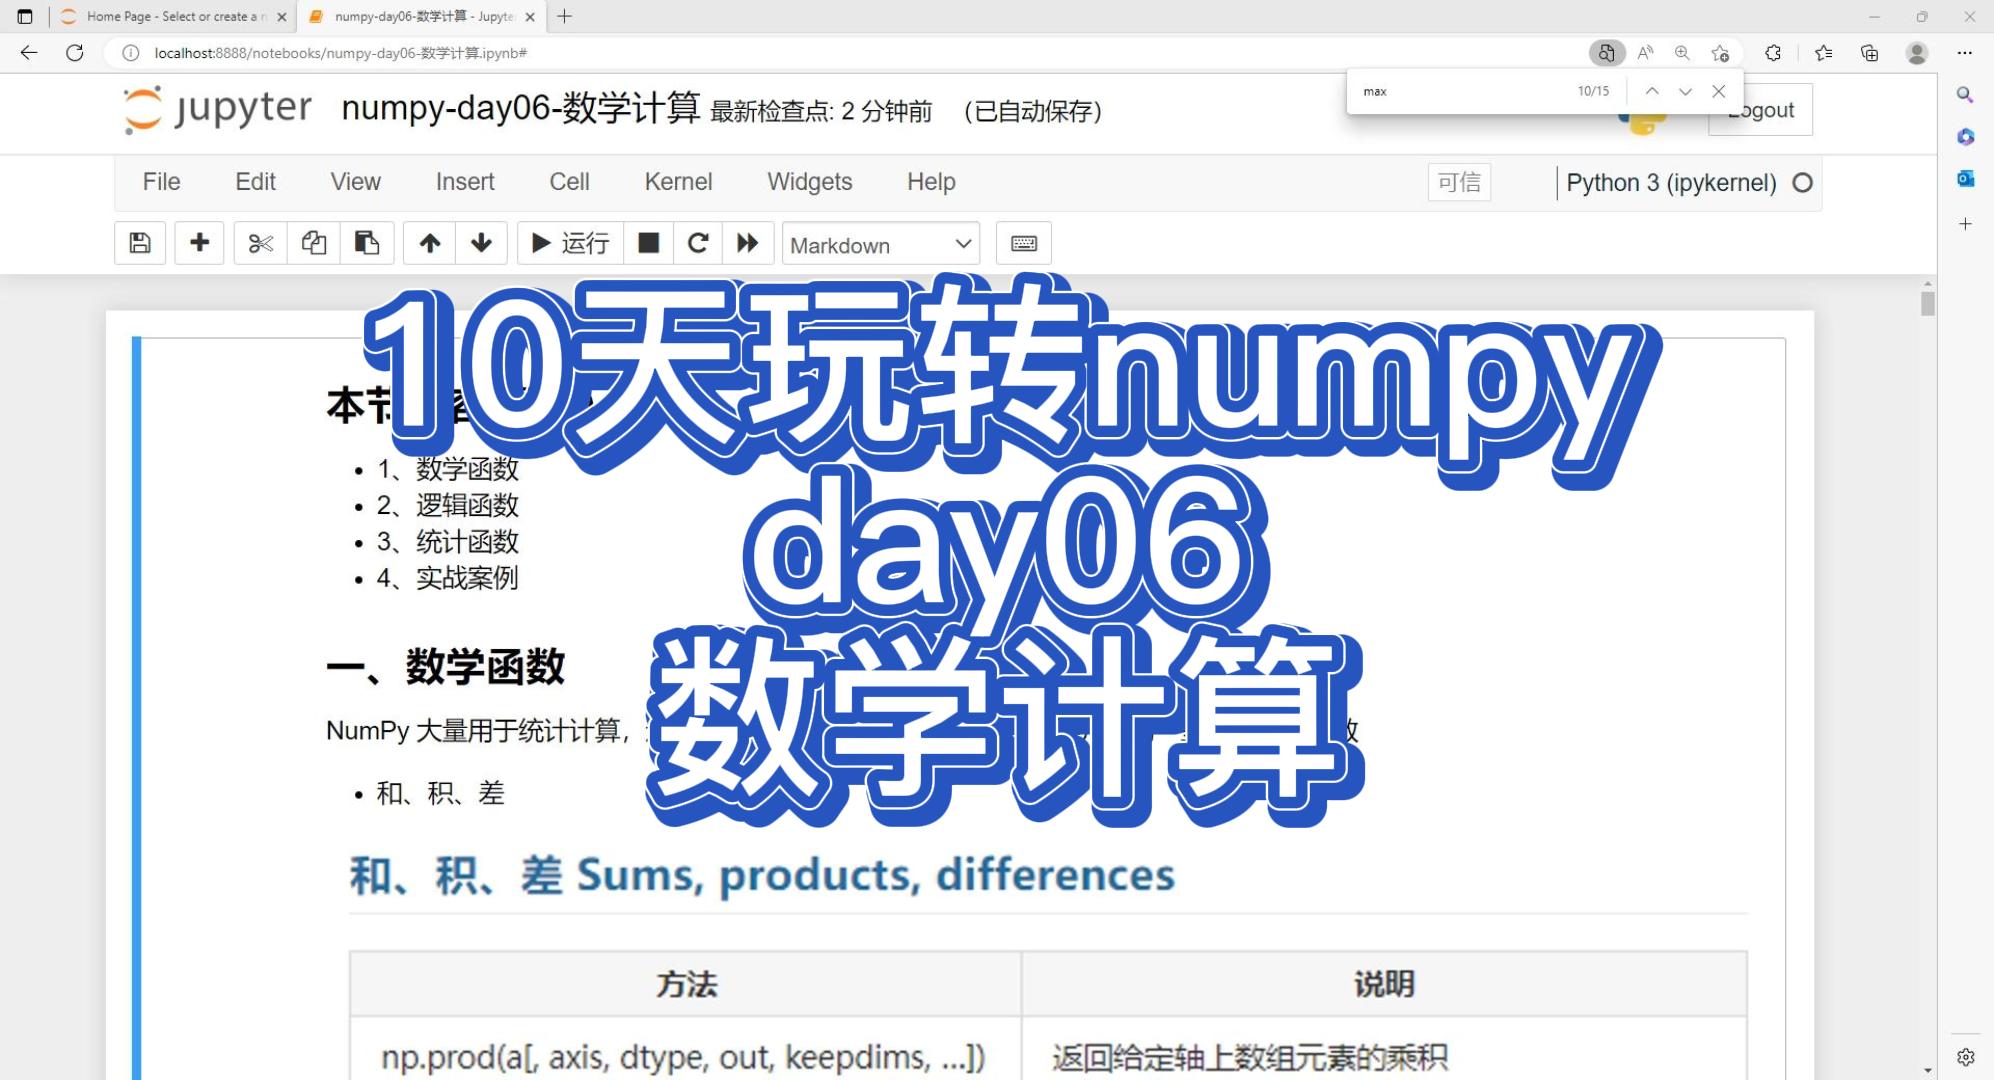 Home Page - Select or create a n
numpy-day06-数学计算 - Jupyte
localhost:8888/notebooks/numpy-day06-数学计算.ipynb#
max 10/15
jupyter numpy-day06-数学计算 最新检查点: 2 分钟前 (已自动保存)
Logout
File Edit View Insert Cell Kernel Widgets Help 可信 Python 3 (ipykernel)
运行 Markdown
10天玩转numpy
day06
数学计算
本节
1、数学函数
2、逻辑函数
3、统计函数
4、实战案例
一、数学函数
NumPy 大量用于统计计算，
和、积、差
和、积、差 Sums, products, differences
方法 说明
np.prod(a[, axis, dtype, out, keepdims, ...]) 返回给定轴上数组元素的乘积